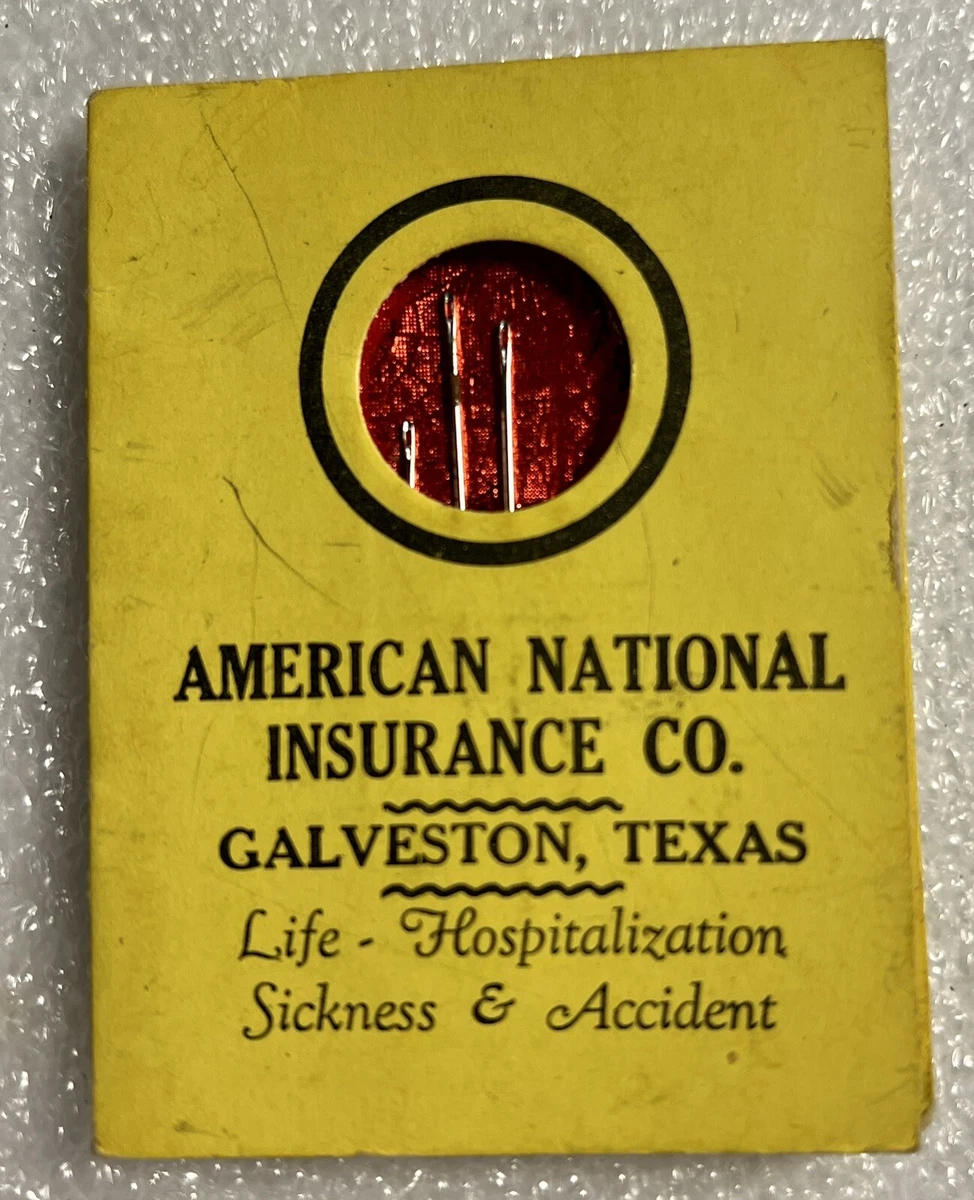 AMERICAN NATIONAL
INSURANCE CO.
GALVESTON, TEXAS
Life - Hospitalization
Sickness & Accident